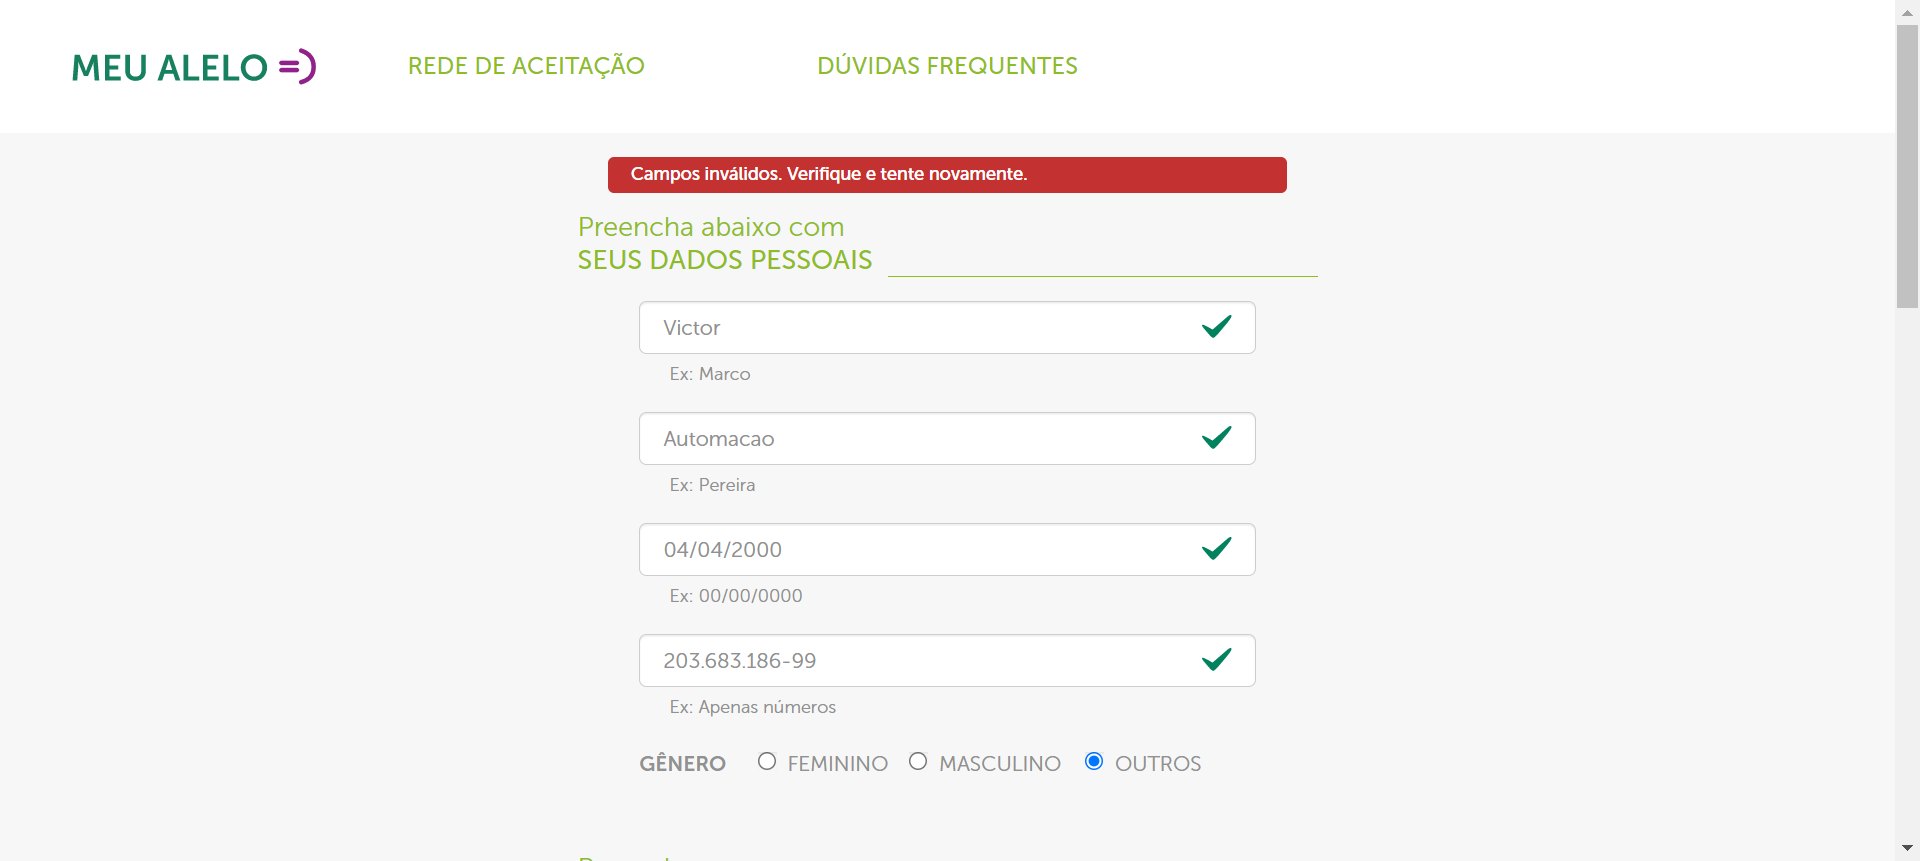 MEU ALELO
REDE DE ACEITAÇÃO
DÚVIDAS FREQUENTES
Campos inválidos. Verifique e tente novamente.
Preencha abaixo com
SEUS DADOS PESSOAIS
Victor
Ex: Marco
Automacao
Ex: Pereira
04/04/2000
Ex: 00/00/0000
203.683.186-99
Ex: Apenas números
GÊNERO FEMININO MASCULINO OUTROS